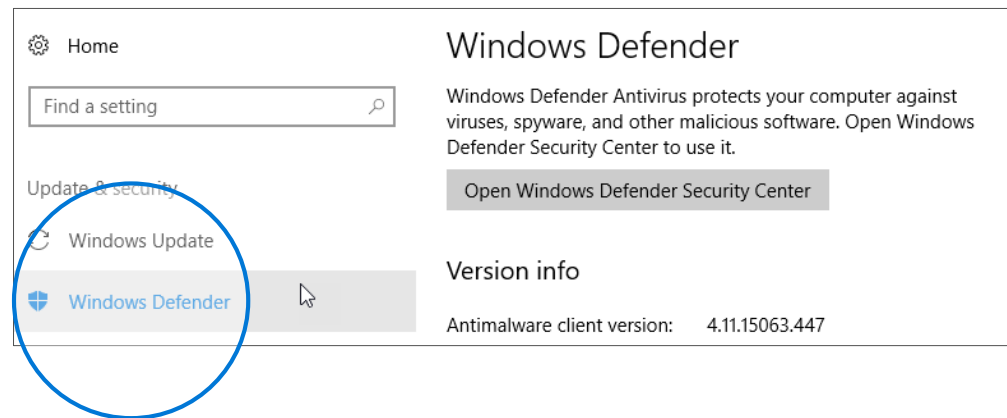 Home
Find a setting
Update & security
Windows Update
Windows Defender
Windows Defender
Windows Defender Antivirus protects your computer against
viruses, spyware, and other malicious software. Open Windows
Defender Security Center to use it.
Open Windows Defender Security Center
Version info
Antimalware client version: 4.11.15063.447